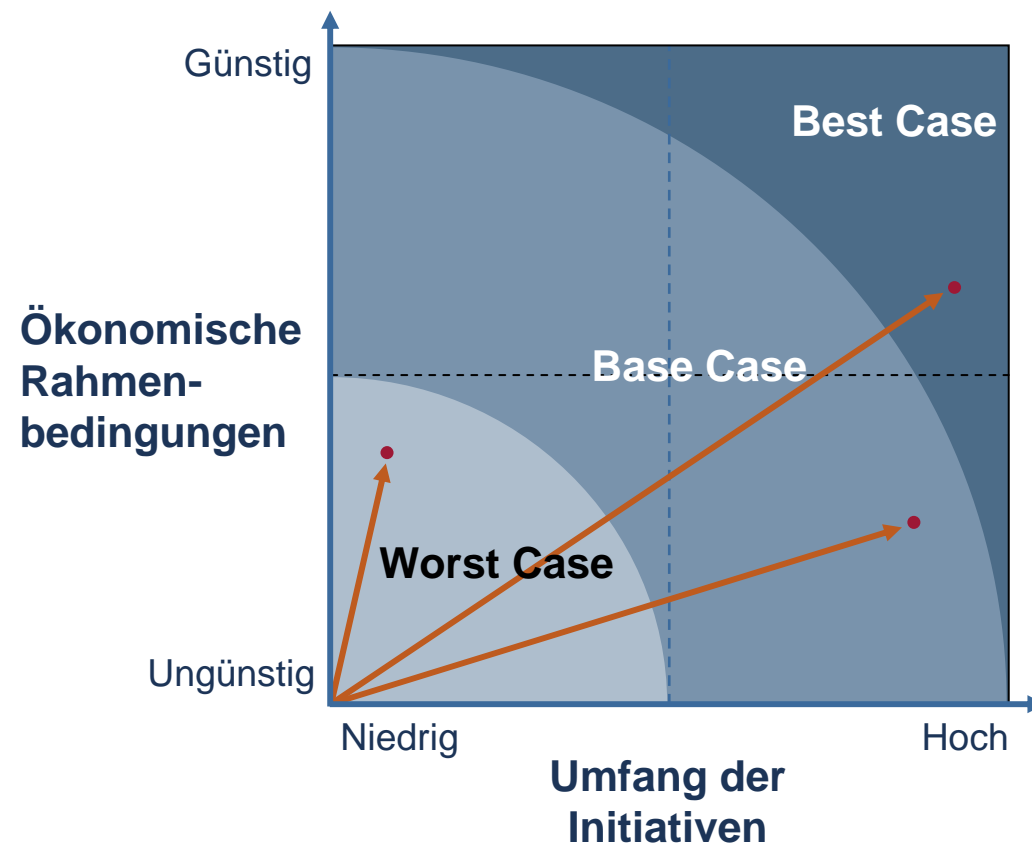 Günstig
Best Case
Ökonomische
Rahmen-
bedingungen
Base Case
Worst Case
Ungünstig
Niedrig
Hoch
Umfang der
Initiativen